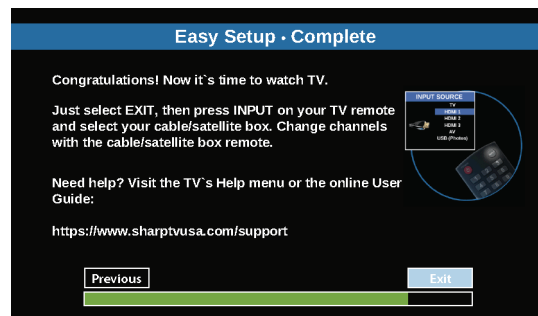 Easy Setup • Complete
Congratulations! Now it`s time to watch TV.
Just select EXIT, then press INPUT on your TV remote
and select your cable/satellite box. Change channels
with the cable/satellite box remote.
INPUT SOURCE
TV
HDMI 1
HDMI 2
HDMI 3
AV
USB (Photos)
Need help? Visit the TV`s Help menu or the online User
Guide:
https://www.sharptvusa.com/support
Previous
Exit